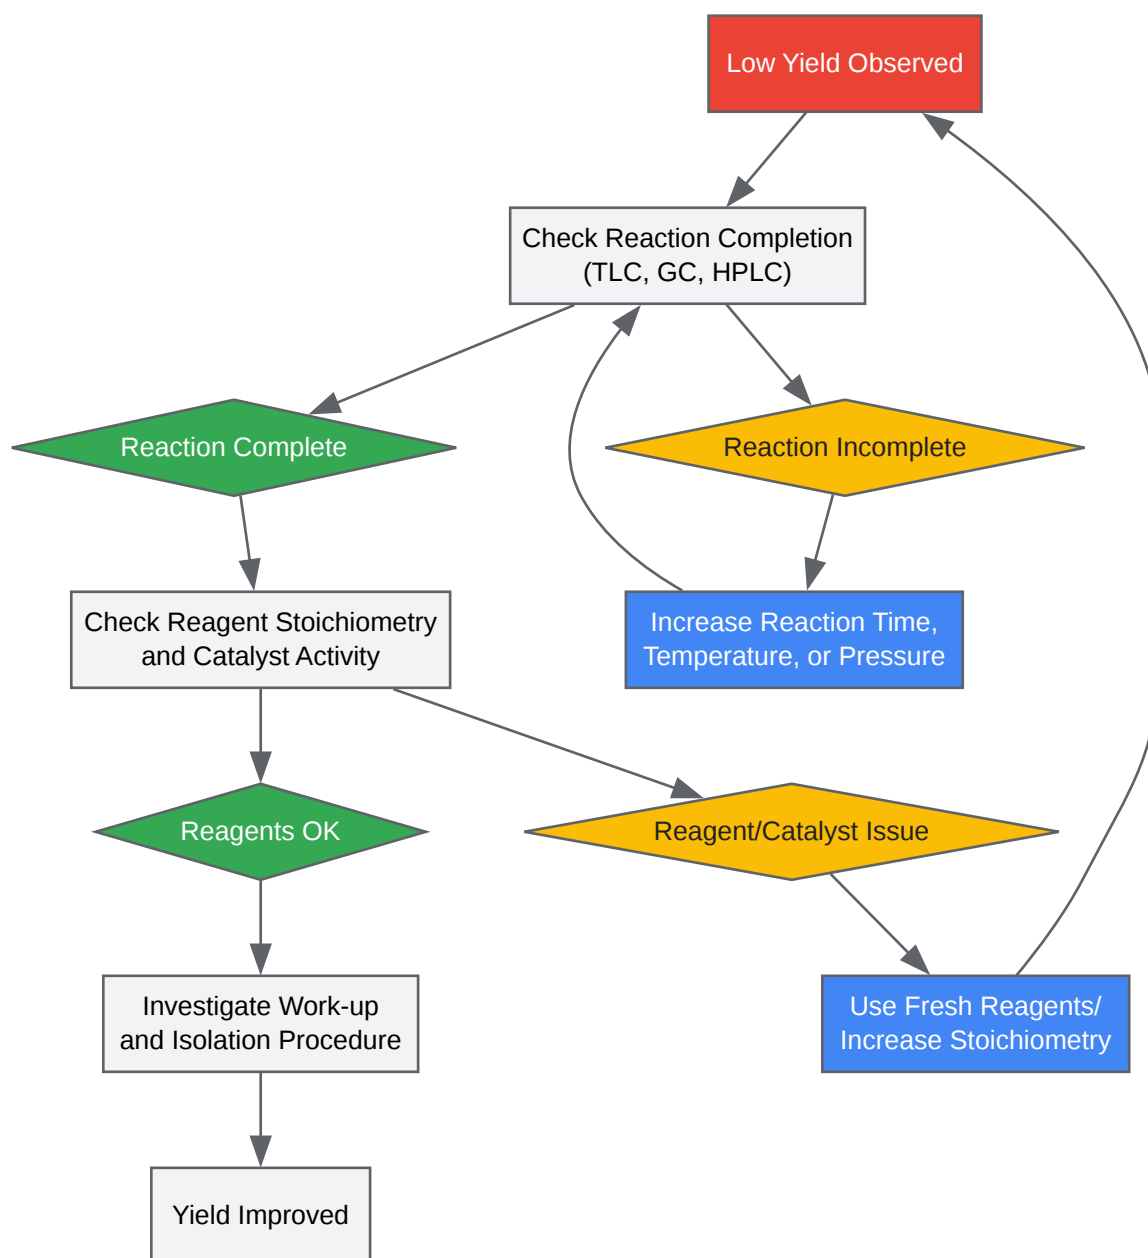 Low Yield Observed
Check Reaction Completion
(TLC, GC, HPLC)
Reaction Complete
Reaction Incomplete
Check Reagent Stoichiometry
and Catalyst Activity
Increase Reaction Time,
Temperature, or Pressure
Reagents OK
Reagent/Catalyst Issue
Investigate Work-up
and Isolation Procedure
Use Fresh Reagents/
Increase Stoichiometry
Yield Improved